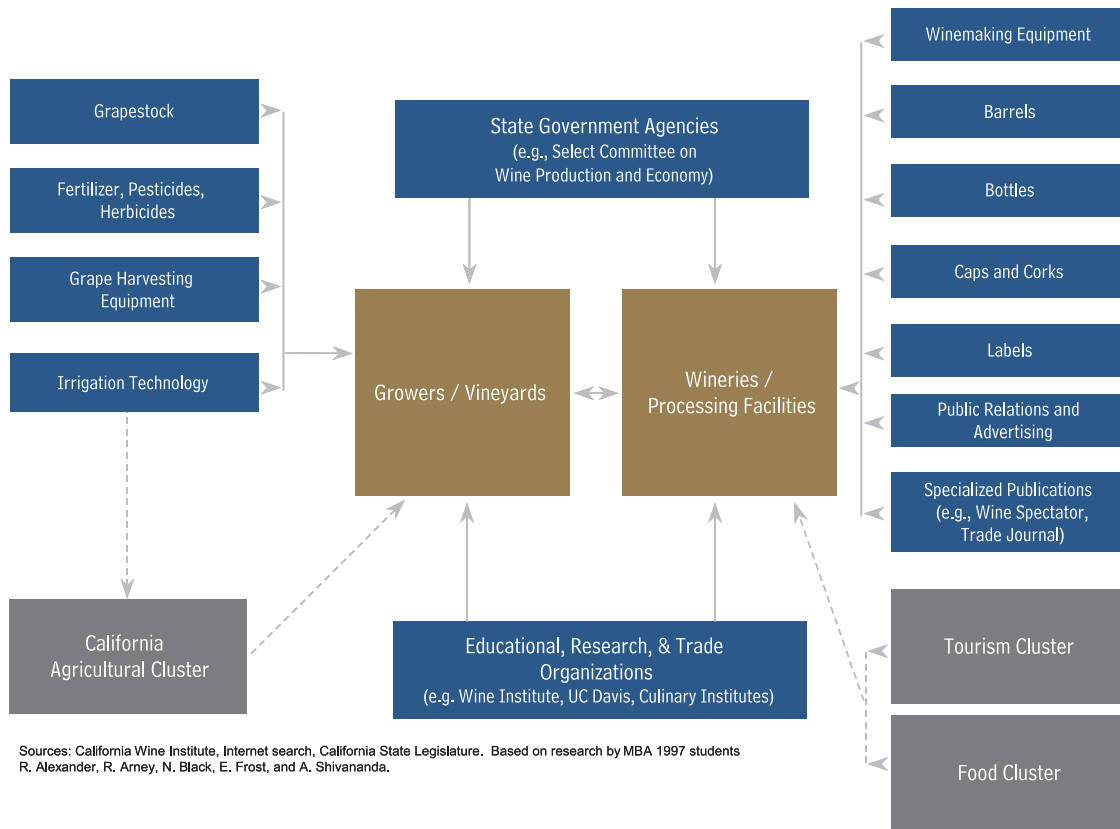 Grapestock
Fertilizer, Pesticides,
Herbicides
Grape Harvesting
Equipment
Irrigation Technology
California
Agricultural Cluster
State Government Agencies
(e.g., Select Committee on
Wine Production and Economy)
Growers / Vineyards
Wineries /
Processing Facilities
Educational, Research, & Trade
Organizations
(e.g. Wine Institute, UC Davis, Culinary Institutes)
Winemaking Equipment
Barrels
Bottles
Caps and Corks
Labels
Public Relations and
Advertising
Specialized Publications
(e.g., Wine Spectator,
Trade Journal)
Tourism Cluster
Food Cluster
Sources: California Wine Institute, Internet search, California State Legislature. Based on research by MBA 1997 students
R. Alexander, R. Arney, N. Black, E. Frost, and A. Shivananda.